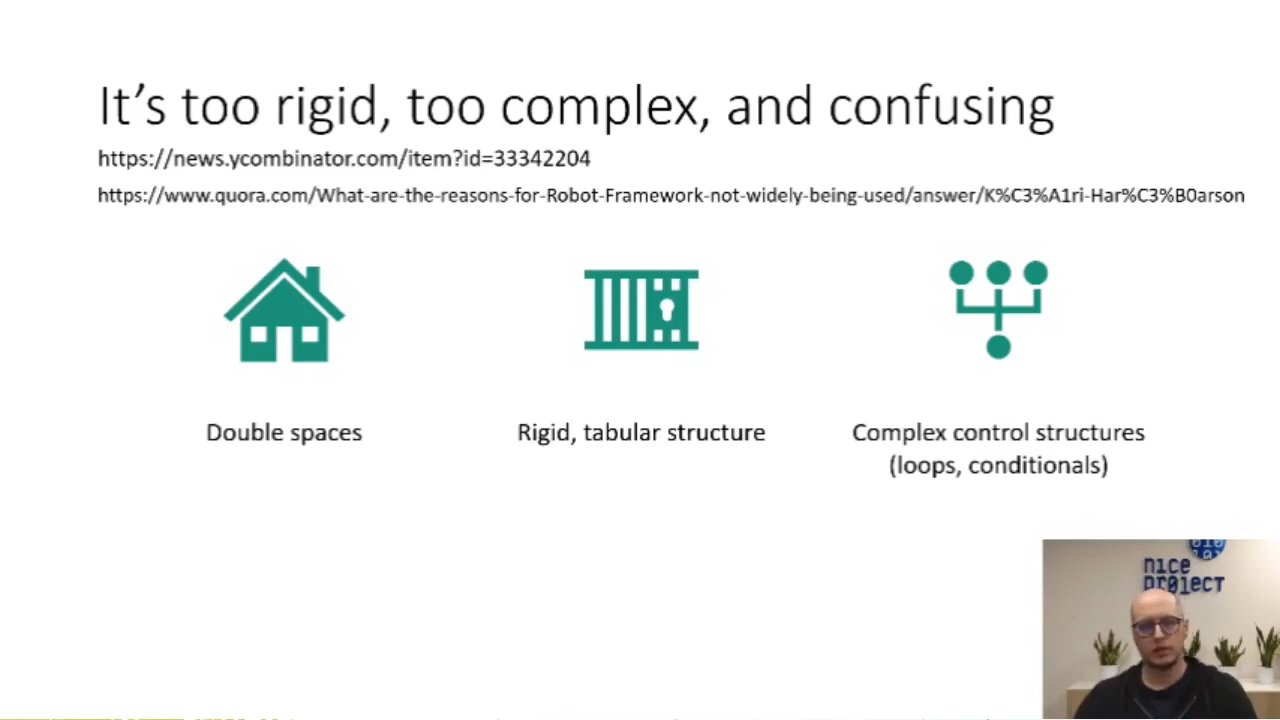 It's too rigid, too complex, and confusing
https://news.ycombinator.com/item?id=33342204
https://www.quora.com/What-are-the-reasons-for-Robot-Framework-not-widely-being-used/answer/K%C3%A1ri-Har%C3%B0arson
Double spaces
Rigid, tabular structure
Complex control structures
(loops, conditionals)
nice
pr0ject